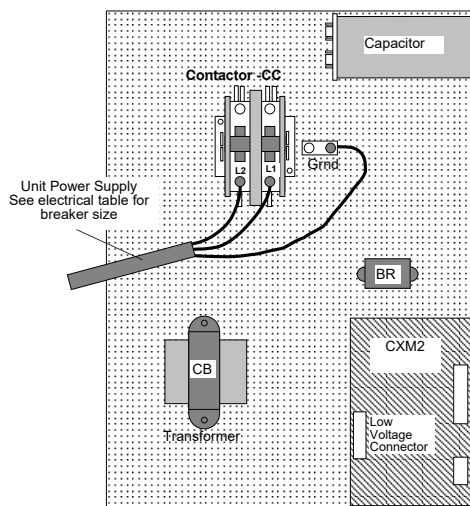 Capacitor
Contactor -CC
L2
L1
Grnd
Unit Power Supply
See electrical table for
breaker size
BR
CXM2
CB
Low
Voltage
Connector
Transformer